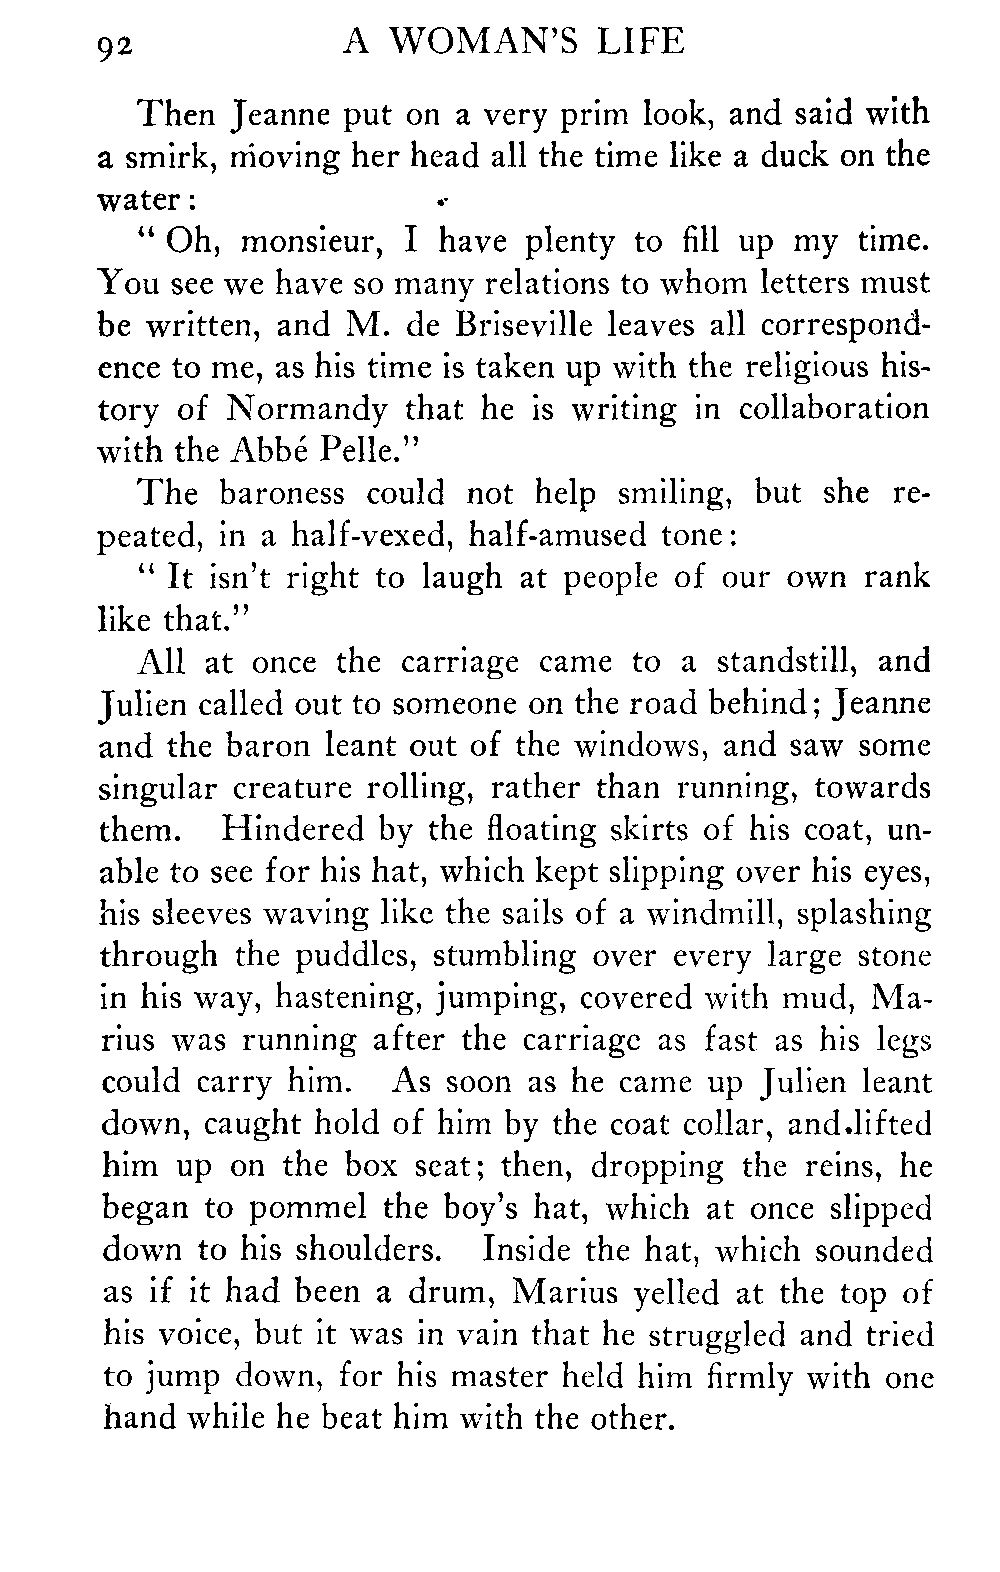 92 A WOMAN'S LIFE
Then Jeanne put on a very prim look, and said with
a smirk, moving her head all the time like a duck on the
water :
“ Oh, monsieur, I have plenty to fill up my time.
You see we have so many relations to whom letters must
be written, and M. de Briseville leaves all correspond-
ence to me, as his time is taken up with the religious his-
tory of Normandy that he is writing in collaboration
with the Abbé Pelle.”
The baroness could not help smiling, but she re-
peated, in a half-vexed, half-amused tone:
“ It isn't right to laugh at people of our own rank
like that.”
All at once the carriage came to a standstill, and
Julien called out to someone on the road behind; Jeanne
and the baron leant out of the windows, and saw some
singular creature rolling, rather than running, towards
them. Hindered by the floating skirts of his coat, un-
able to see for his hat, which kept slipping over his eyes,
his sleeves waving like the sails of a windmill, splashing
through the puddles, stumbling over every large stone
in his way, hastening, jumping, covered with mud, Ma-
rius was running after the carriage as fast as his legs
could carry him. As soon as he came up Julien leant
down, caught hold of him by the coat collar, and lifted
him up on the box seat; then, dropping the reins, he
began to pommel the boy's hat, which at once slipped
down to his shoulders. Inside the hat, which sounded
as if it had been a drum, Marius yelled at the top of
his voice, but it was in vain that he struggled and tried
to jump down, for his master held him firmly with one
hand while he beat him with the other.